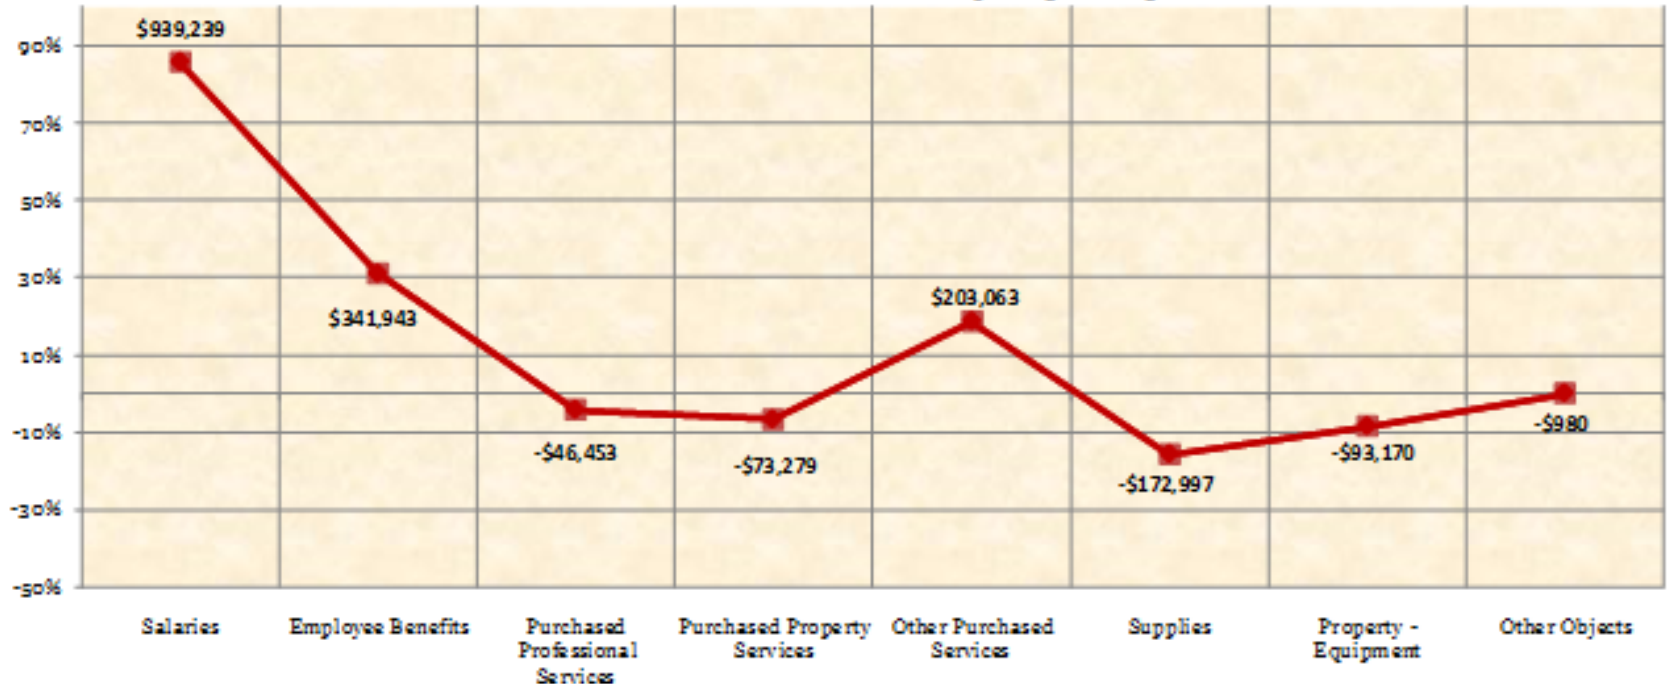 $939,239
90%
70%
50%
30%
$341,943
$203,063
10%
-10%
-$46,453
-$73,279
-$172,997
-$93,170
-$980
-30%
-50%
Salaries
Employee Benefits
Purchased
Professional
Services
Purchased Property
Services
Other Purchased
Services
Supplies
Property -
Equipment
Other Objects